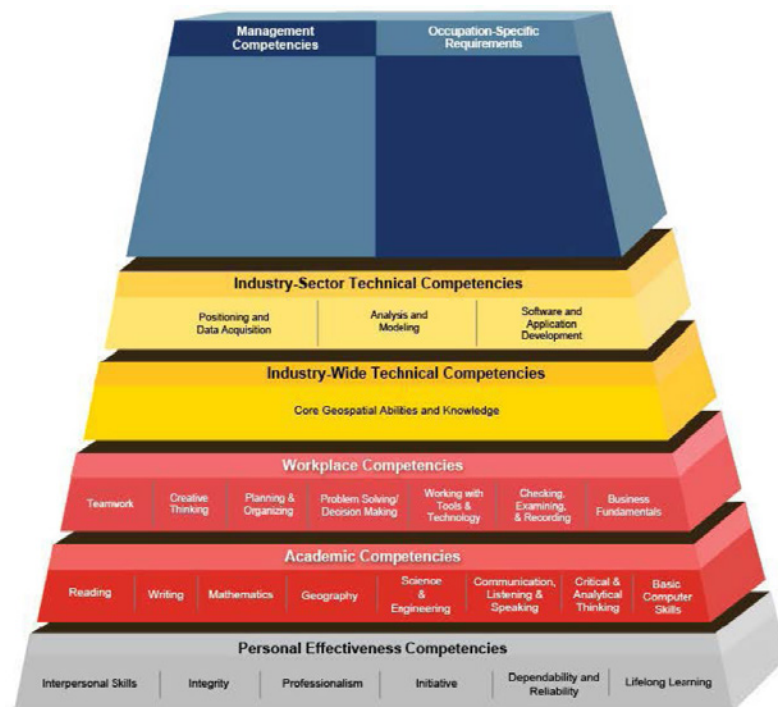 Management
Competencies
Occupation-Specific
Requirements
Industry-Sector Technical Competencies
Positioning and
Data Acquisition
Analysis and
Modeling
Software and
Application
Development
Industry-Wide Technical Competencies
Core Geospatial Abilities and Knowledge
Workplace Competencies
Teamwork
Creative
Thinking
Planning &
Organizing
Problem Solving/
Decision Making
Working with
Tools &
Technology
Checking,
Examining,
& Recording
Business
Fundamentals
Academic Competencies
Reading
Writing
Mathematics
Geography
Science
&
Engineering
Communication,
Listening &
Speaking
Critical &
Analytical
Thinking
Basic
Computer
Skills
Personal Effectiveness Competencies
Interpersonal Skills
Integrity
Professionalism
Initiative
Dependability and
Reliability
Lifelong Learning